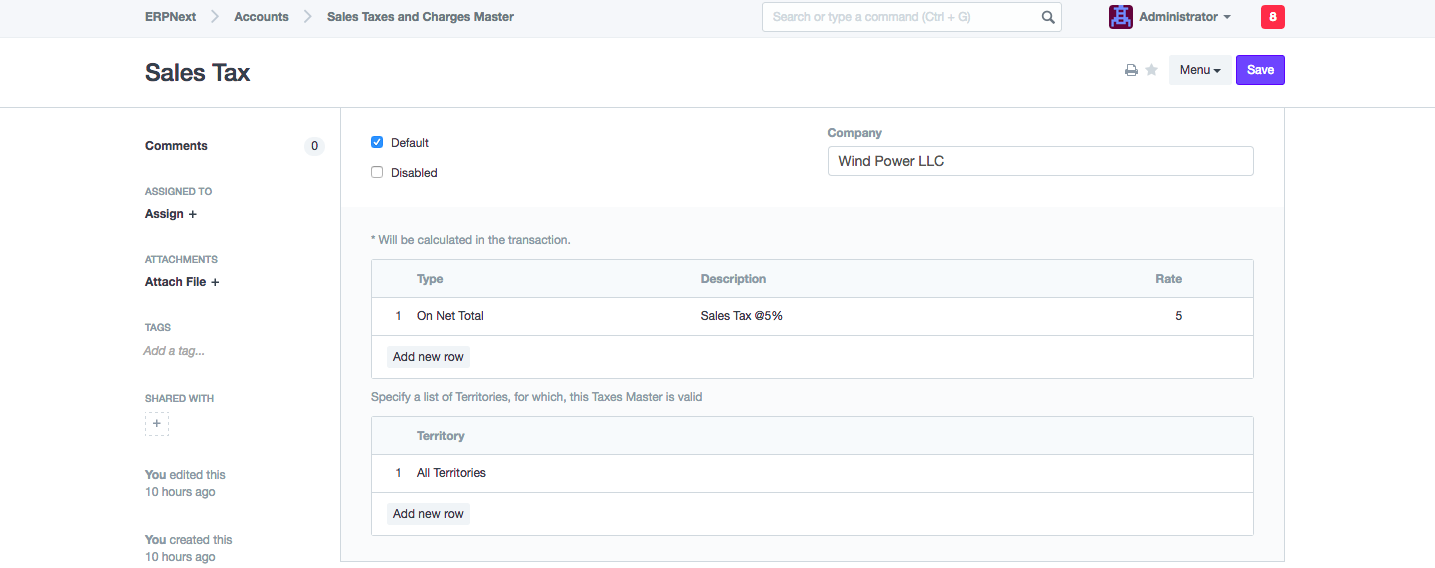 ERPNext Accounts Sales Taxes and Charges Master Search or type a command (Ctrl + G) Administrator 8
Sales Tax Menu Save
Comments 0
ASSIGNED TO
Assign +
ATTACHMENTS
Attach File +
TAGS
Add a tag...
SHARED WITH
+
You edited this
10 hours ago
You created this
10 hours ago
Default
Disabled
Company
Wind Power LLC
* Will be calculated in the transaction.
Type Description Rate
1 On Net Total Sales Tax @5% 5
Add new row
Specify a list of Territories, for which, this Taxes Master is valid
Territory
1 All Territories
Add new row